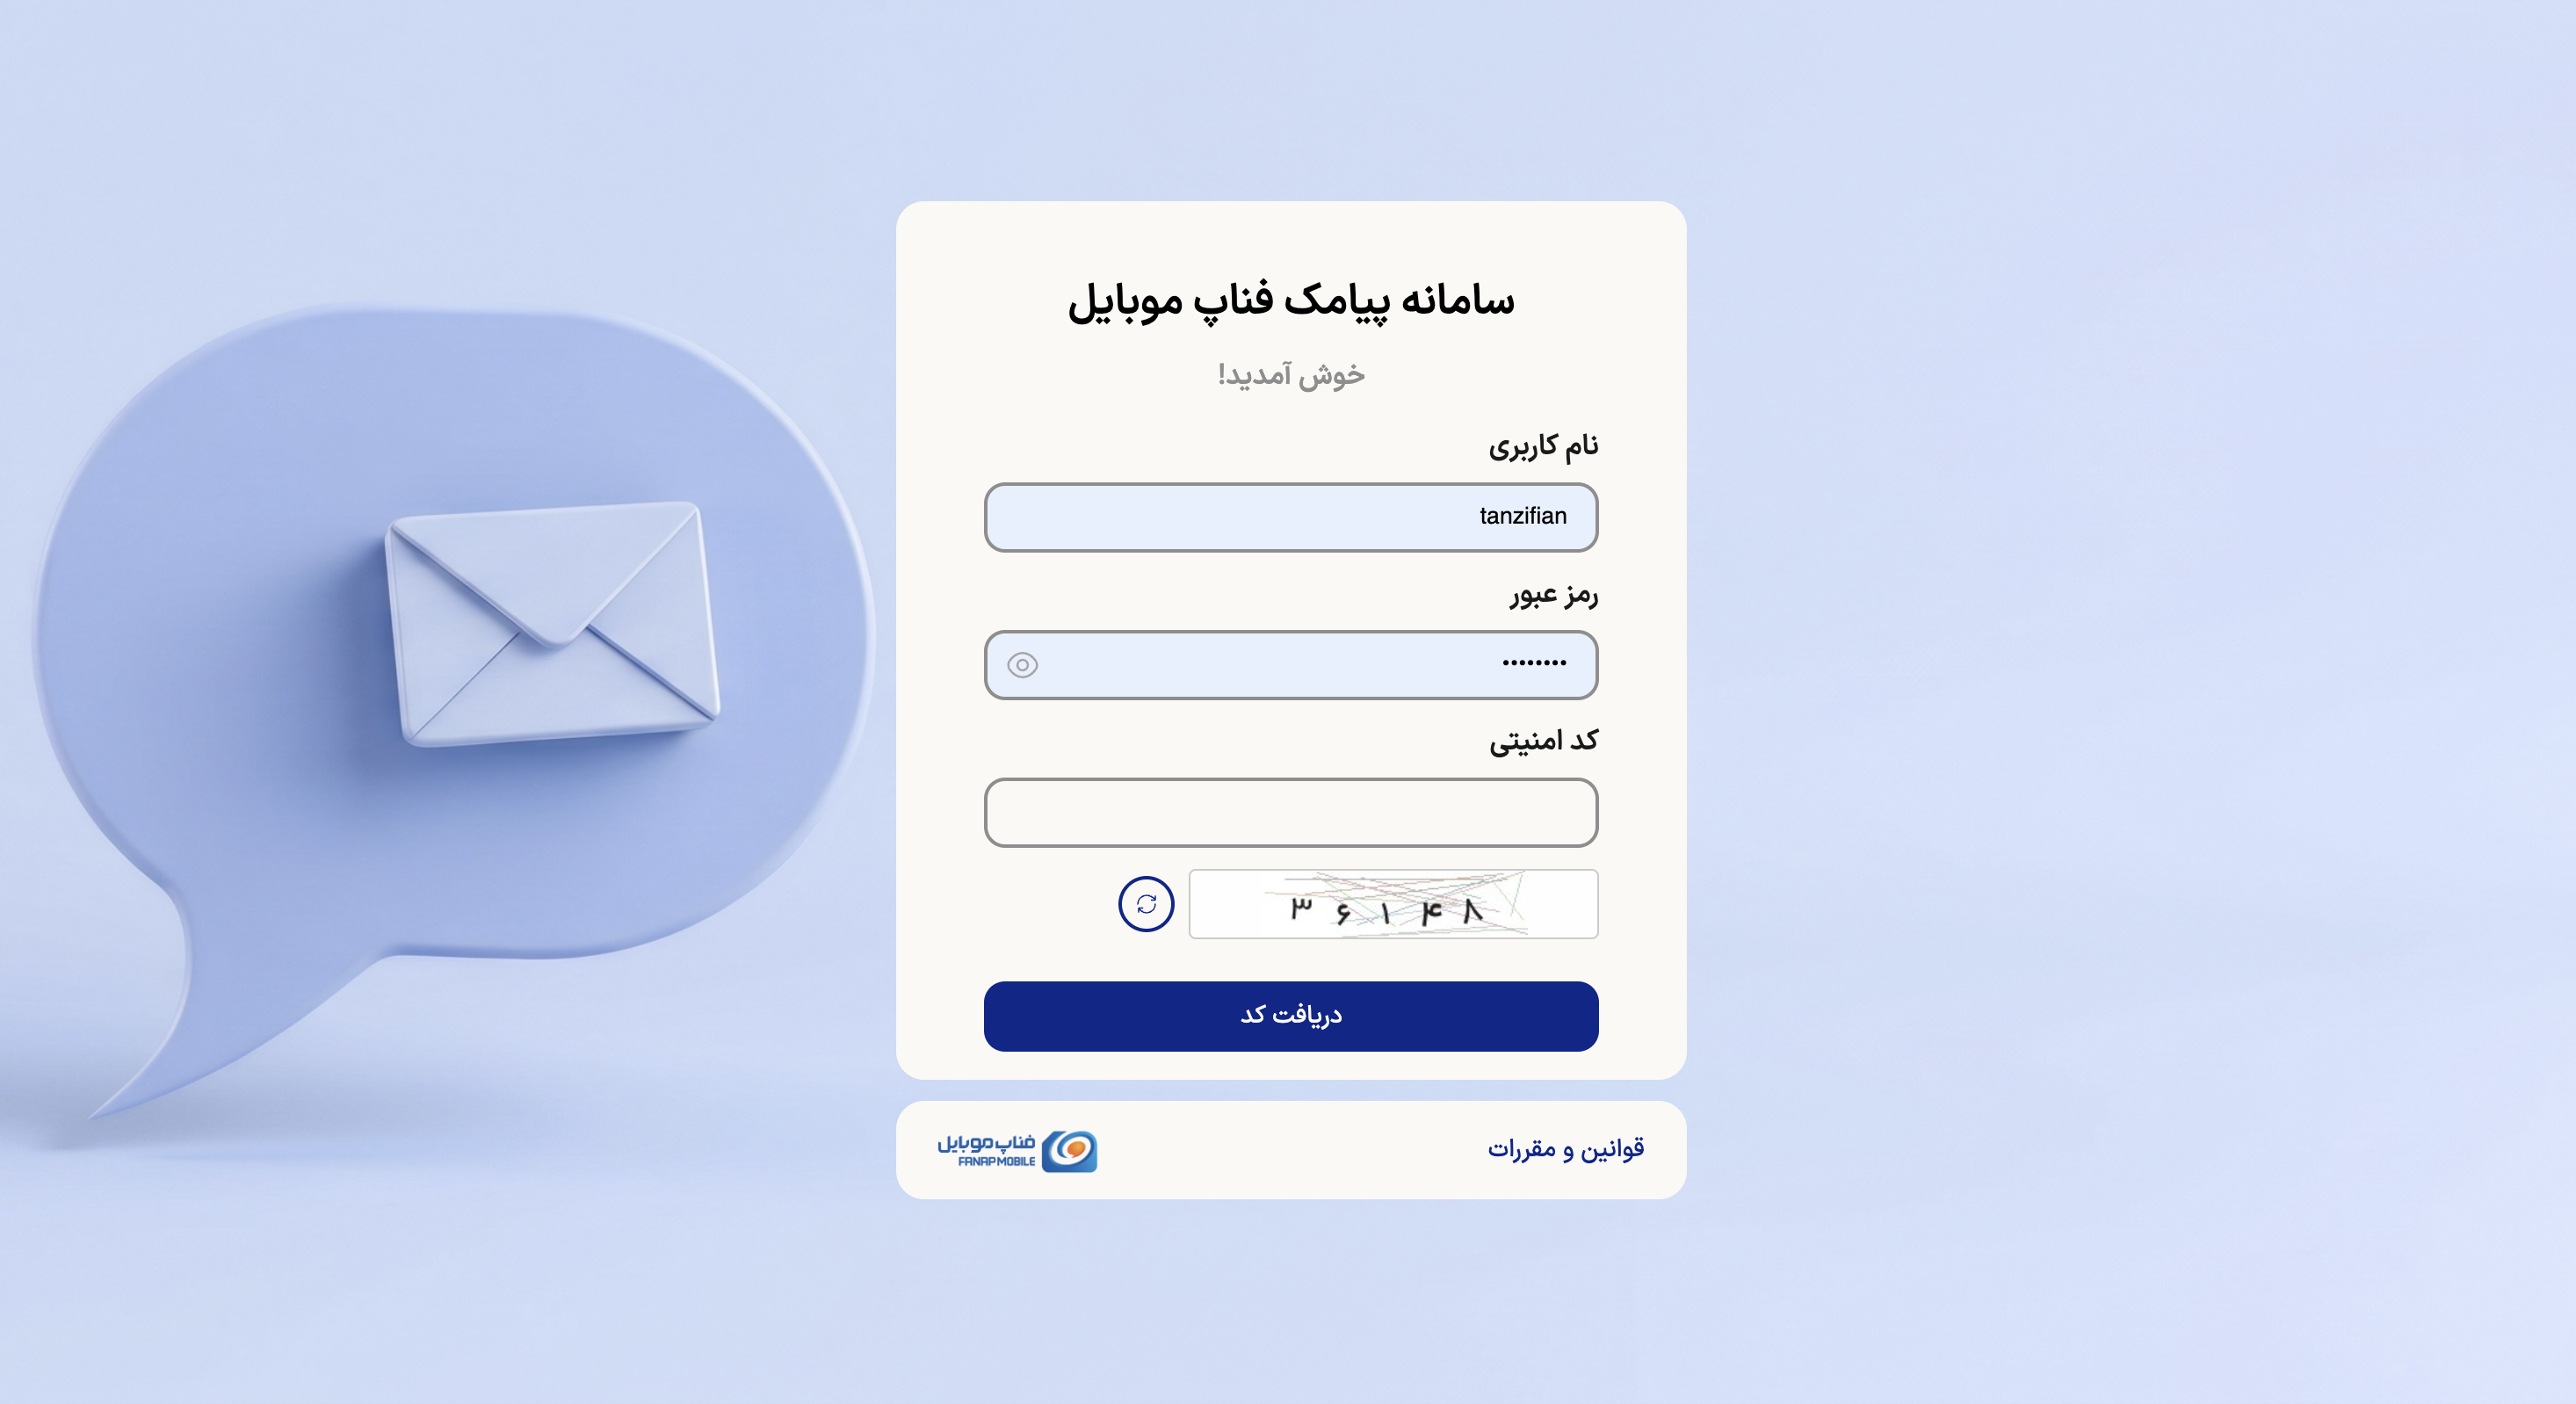 سامانه پیامک فناپ موبایل
خوش آمدید!
نام کاربری
tanzifian
رمز عبور
••••••••
کد امنیتی
۳ ۶ ۱ ۴ ۸
دریافت کد
قوانین و مقررات
فناپ موبایل
FANAP MOBILE